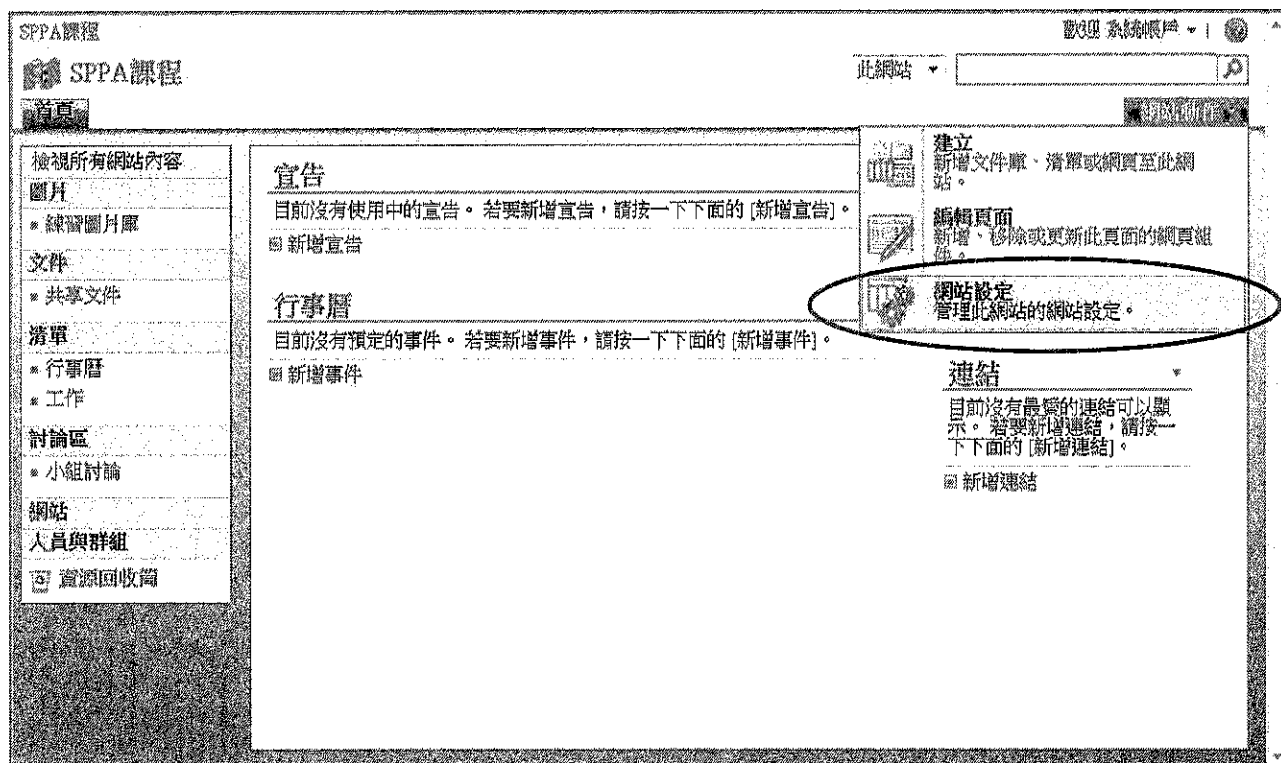 SPPA課程
歡迎 系統帳戶
SPPA課程
此網站
首頁
網站動作
檢視所有網站內容
圖片
練習圖片庫
文件
共享文件
清單
行事曆
工作
討論區
小組討論
網站
人員與群組
資源回收筒
宣告
目前沒有使用中的宣告。若要新增宣告，請按一下下面的 [新增宣告]。
新增宣告
行事曆
目前沒有預定的事件。若要新增事件，請按一下下面的 [新增事件]。
新增事件
建立
新增文件庫、清單或網頁至此網
站。
編輯頁面
新增、移除或更新此頁面的網頁組
件。
網站設定
管理此網站的網站設定。
連結
目前沒有最愛的連結可以顯
示。若要新增連結，請按一
下下面的 [新增連結]。
新增連結